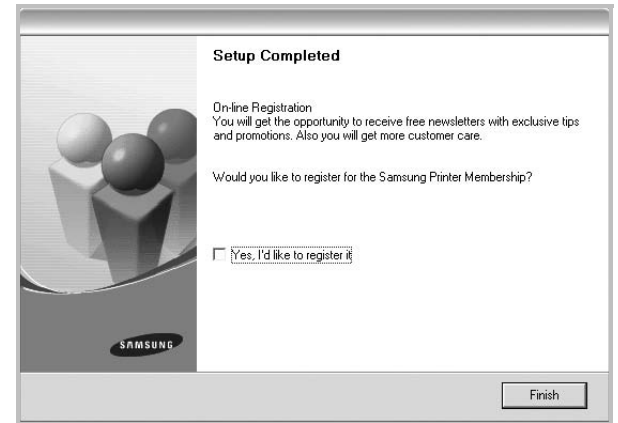 Setup Completed
On-line Registration
You will get the opportunity to receive free newsletters with exclusive tips
and promotions. Also you will get more customer care.
Would you like to register for the Samsung Printer Membership?
Yes, I'd like to register it
SAMSUNG
Finish